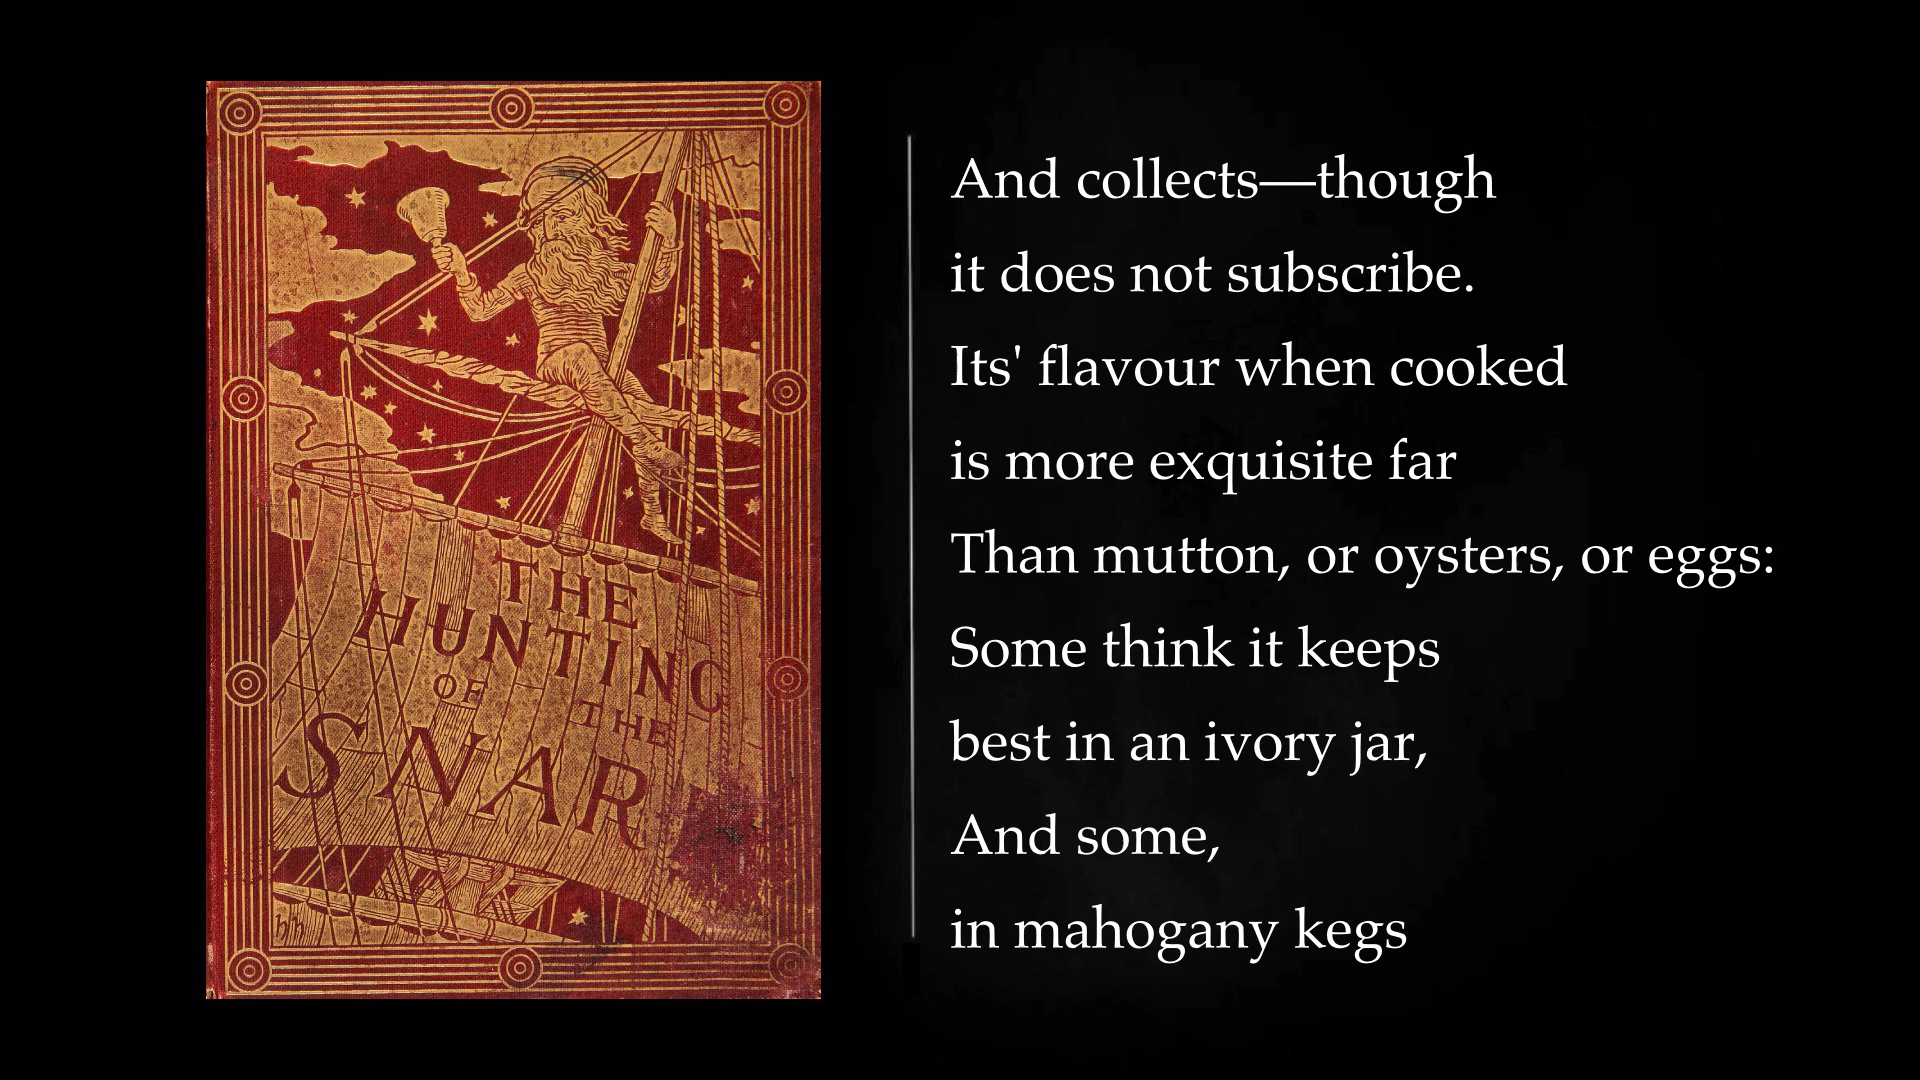 THE
HUNTING
OF THE
SNAR
And collects—though
it does not subscribe.
Its' flavour when cooked
is more exquisite far
Than mutton, or oysters, or eggs:
Some think it keeps
best in an ivory jar,
And some,
in mahogany kegs